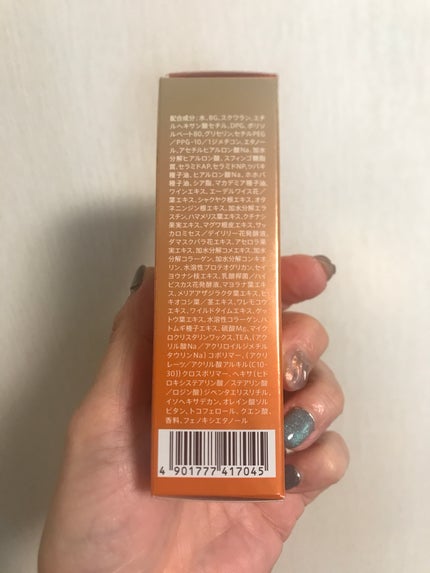 配合成分：水、BG、スクワラン、エチ
ルヘキサン酸セチル、DPG、ポリソ
ルベート80、グリセリン、セチルPEG
／PPG-10／1ジメチコン、エタノー
ル、アセチルヒアルロン酸Na、加水
分解ヒアルロン酸、スフィンゴ糖脂
質、セラミドAP、セラミドNP、ツバキ
種子油、ヒアルロン酸Na、ホホバ
種子油、シア脂、マカデミア種子油、
ワインエキス、エーデルワイス花／
葉エキス、シャクヤク根エキス、オタ
ネニンジン根エキス、加水分解エラ
スチン、ハマメリス葉エキス、クチナシ
果実エキス、マグワ根皮エキス、サッ
カロミセス／デイリリー花発酵液、
ダマスクバラ花エキス、アセロラ果
実エキス、加水分解コメエキス、加水
分解コラーゲン、加水分解コンキオ
リン、水溶性プロテオグリカン、セイ
ヨウナシ枝エキス、乳酸桿菌／ハイ
ビスカス花発酵液、マヨラナ葉エキ
ス、メリアアザジラクタ葉エキス、ヒ
キオコシ葉／茎エキス、ワレモコウ
エキス、ワイルドタイムエキス、ゲッ
トウ葉エキス、水溶性コラーゲン、ハ
トムギ種子エキス、硫酸Mg、マイク
ロクリスタリンワックス、TEA、（アク
リル酸Na／アクリロイルジメチル
タウリンNa）コポリマー、（アクリ
レーツ／アクリル酸アルキル（C10-
30））クロスポリマー、ヘキサ（ヒド
ロキシステアリン酸／ステアリン酸
／ロジン酸）ジペンタエリスリチル、
イソヘキサデカン、オレイン酸ソル
ビタン、トコフェロール、クエン酸、
香料、フェノキシエタノール
4 901777 417045